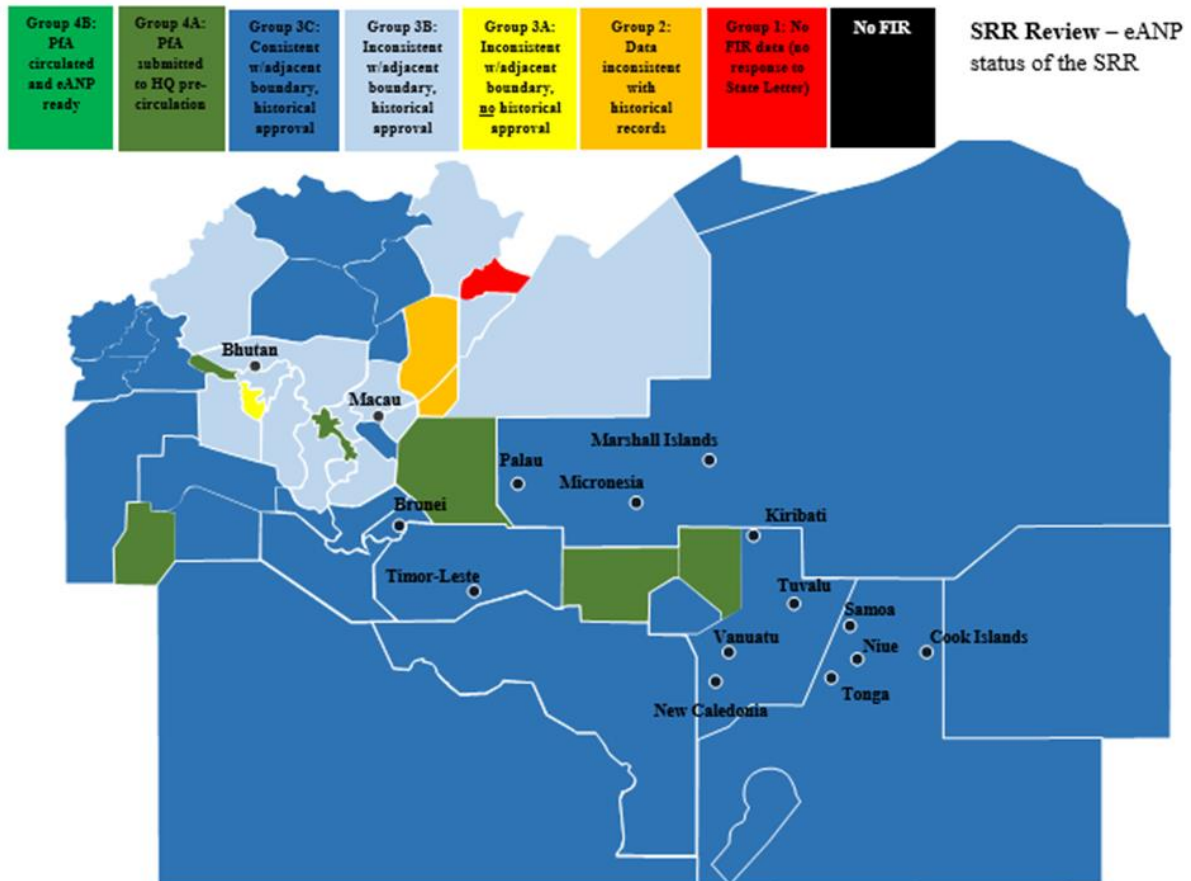 Group 4B:
PfA
circulated
and eANP
ready
Group 4A:
PfA
submitted
to HQ pre-
circulation
Group 3C:
Consistent
w/adjacent
boundary,
historical
approval
Group 3B:
Inconsistent
w/adjacent
boundary,
historical
approval
Group 3A:
Inconsistent
w/adjacent
boundary,
no historical
approval
Group 2:
Data
inconsistent
with
historical
records
Group 1: No
FIR data (no
response to
State Letter)
No FIR
SRR Review – eANP
status of the SRR
Bhutan
Macau
Marshall Islands
Palau
Micronesia
Brunei
Kiribati
Timor-Leste
Tuvalu
Samoa
Vanuatu
Niue
Cook Islands
New Caledonia
Tonga